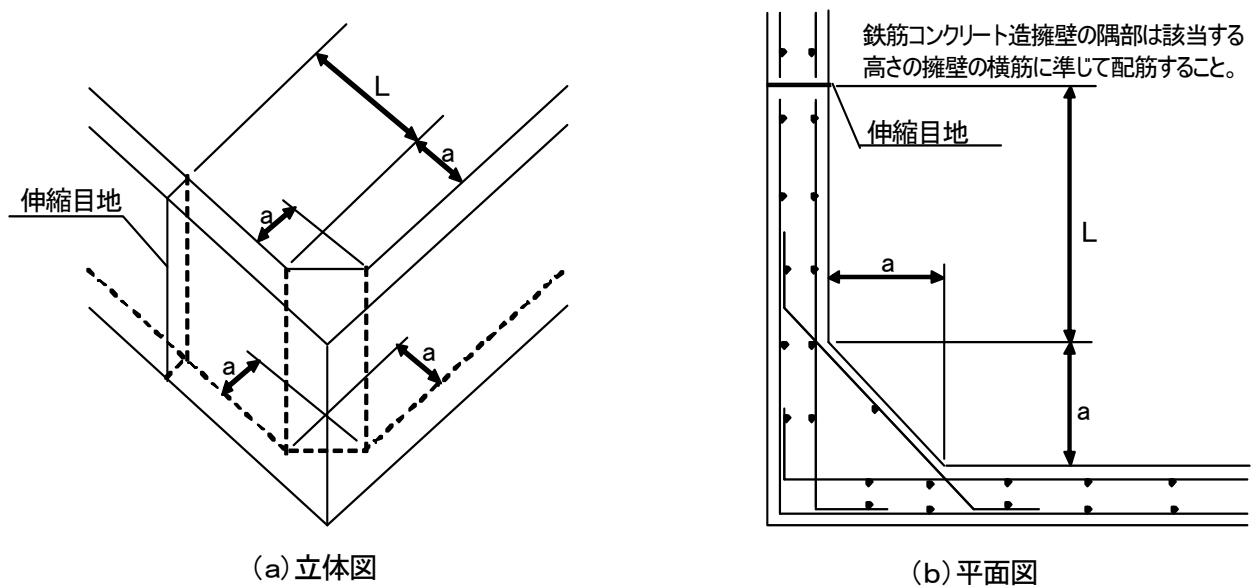 L
a
a
伸縮目地
a
a
(a)立体図
鉄筋コンクリート造擁壁の隅部は該当する
高さの擁壁の横筋に準じて配筋すること。
伸縮目地
L
a
a
(b)平面図